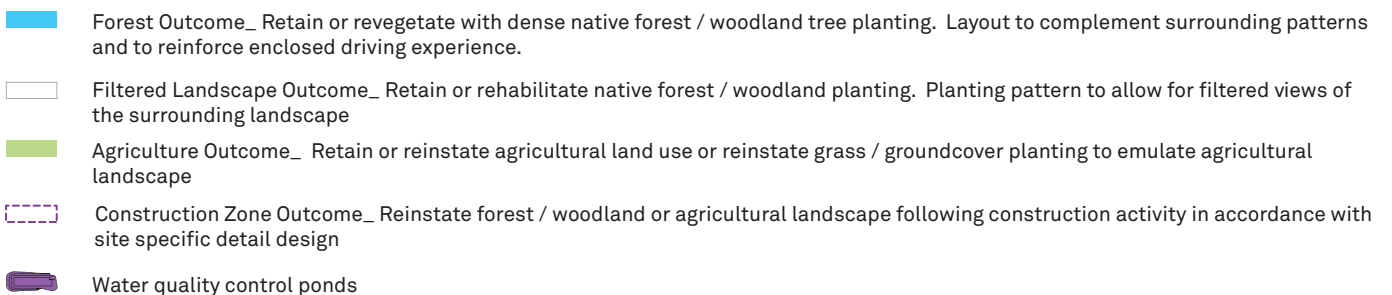 Forest Outcome_ Retain or revegetate with dense native forest / woodland tree planting. Layout to complement surrounding patterns
and to reinforce enclosed driving experience.
Filtered Landscape Outcome_ Retain or rehabilitate native forest / woodland planting. Planting pattern to allow for filtered views of
the surrounding landscape
Agriculture Outcome_ Retain or reinstate agricultural land use or reinstate grass / groundcover planting to emulate agricultural
landscape
Construction Zone Outcome_ Reinstate forest / woodland or agricultural landscape following construction activity in accordance with
site specific detail design
Water quality control ponds